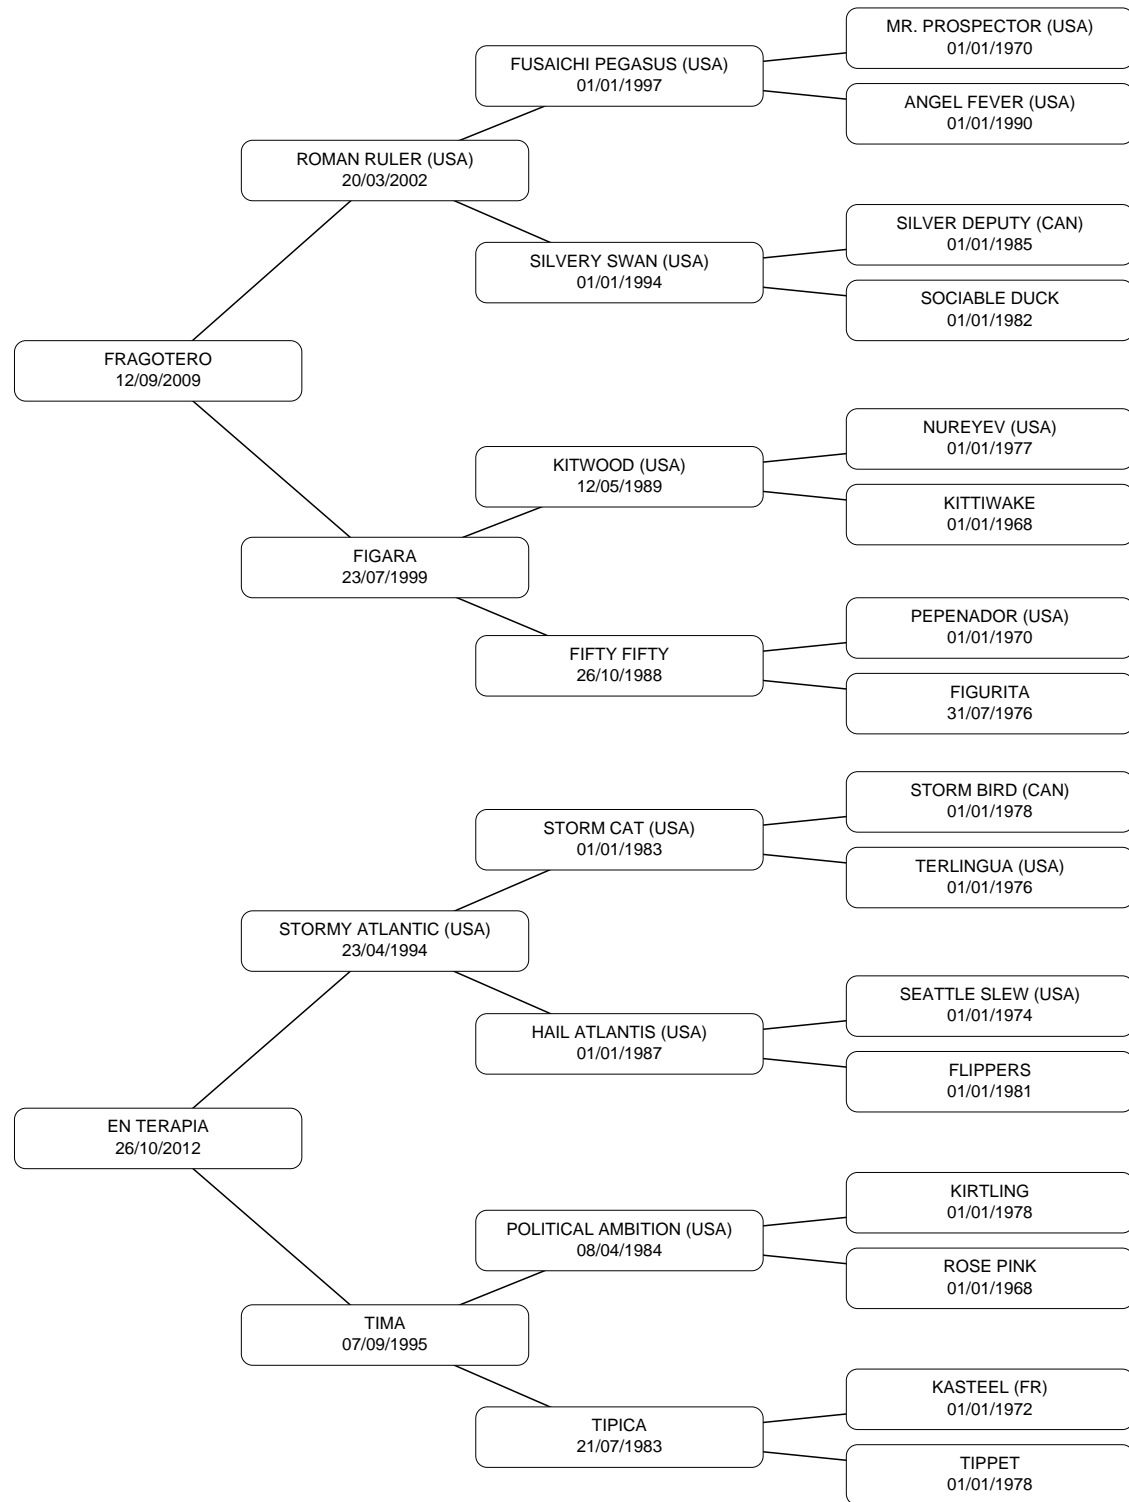 MR. PROSPECTOR (USA)
01/01/1970
FUSAICHI PEGASUS (USA)
01/01/1997
ANGEL FEVER (USA)
01/01/1990
ROMAN RULER (USA)
20/03/2002
SILVER DEPUTY (CAN)
01/01/1985
SILVERY SWAN (USA)
01/01/1994
SOCIABLE DUCK
01/01/1982
FRAGOTERO
12/09/2009
NUREYEV (USA)
01/01/1977
KITWOOD (USA)
12/05/1989
KITTIWAKE
01/01/1968
FIGARA
23/07/1999
PEPENADOR (USA)
01/01/1970
FIFTY FIFTY
26/10/1988
FIGURITA
31/07/1976
STORM BIRD (CAN)
01/01/1978
STORM CAT (USA)
01/01/1983
TERLINGUA (USA)
01/01/1976
STORMY ATLANTIC (USA)
23/04/1994
SEATTLE SLEW (USA)
01/01/1974
HAIL ATLANTIS (USA)
01/01/1987
FLIPPERS
01/01/1981
EN TERAPIA
26/10/2012
KIRTLING
01/01/1978
POLITICAL AMBITION (USA)
08/04/1984
ROSE PINK
01/01/1968
TIMA
07/09/1995
KASTEEL (FR)
01/01/1972
TIPICA
21/07/1983
TIPPET
01/01/1978